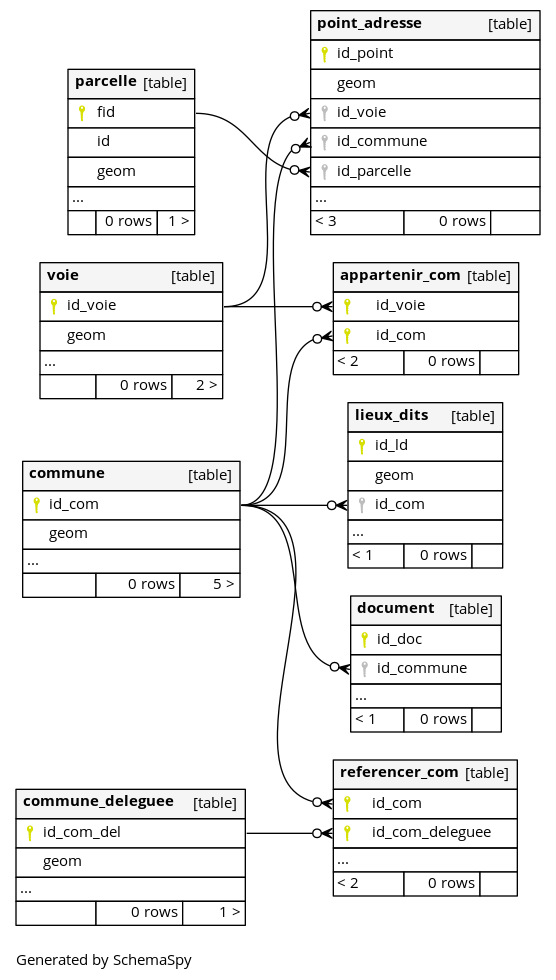 point_adresse [table]
id_point
geom
id_voie
id_commune
id_parcelle
...
< 3 0 rows
parcelle [table]
fid
id
geom
...
0 rows 1 >
voie [table]
id_voie
geom
...
0 rows 2 >
appartenir_com [table]
id_voie
id_com
< 2 0 rows
lieux_dits [table]
id_ld
geom
id_com
...
< 1 0 rows
commune [table]
id_com
geom
...
0 rows 5 >
document [table]
id_doc
id_commune
...
< 1 0 rows
referencer_com [table]
id_com
id_com_deleguee
...
< 2 0 rows
commune_deleguee [table]
id_com_del
geom
...
0 rows 1 >
Generated by SchemaSpy